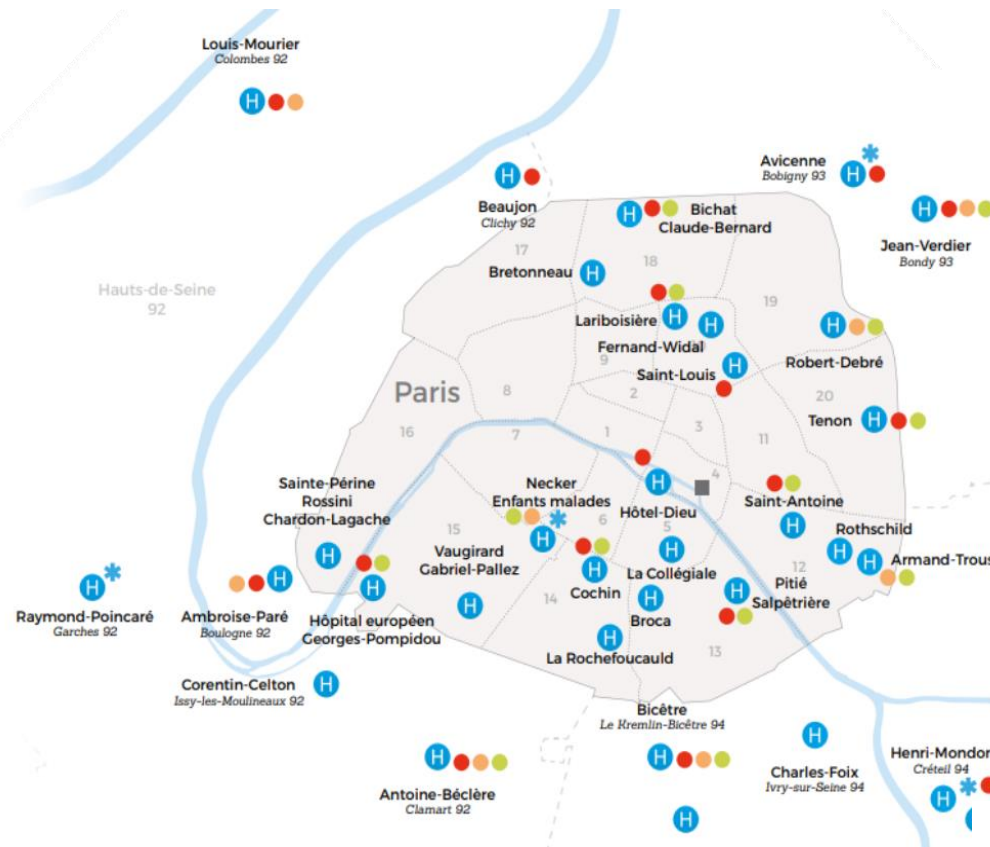 Louis-Mourier
Colombes 92
H
Avicenne
Bobigny 93
H
H
Beaujon
Clichy 92
H
Bichat
Claude-Bernard
H
Jean-Verdier
Bondy 93
17
18
Bretonneau
H
Hauts-de-Seine
92
19
Lariboisière
H
H
H
Fernand-Widal
9
Robert-Debré
Saint-Louis
H
Paris
8
2
20
Tenon
H
16
7
1
3
11
4
Sainte-Périne
Rossini
Chardon-Lagache
Necker
Enfants malades
H
Hôtel-Dieu
Saint-Antoine
15
6
5
H
Rothschild
H
Vaugirard
Gabriel-Pallez
H
H
H
H
Armand-Trous
12
La Collégiale
H
Raymond-Poincaré
Garches 92
H
Ambroise-Paré
Boulogne 92
H
Hôpital européen
Georges-Pompidou
H
14
H
Cochin
H
Broca
H
Pitié
Salpêtrière
H
La Rochefoucauld
13
Corentin-Celton
Issy-les-Moulineaux 92
H
Bicêtre
Le Kremlin-Bicêtre 94
H
H
Charles-Foix
Ivry-sur-Seine 94
H
Antoine-Béclère
Clamart 92
Henri-Mondor
Créteil 94
H
H